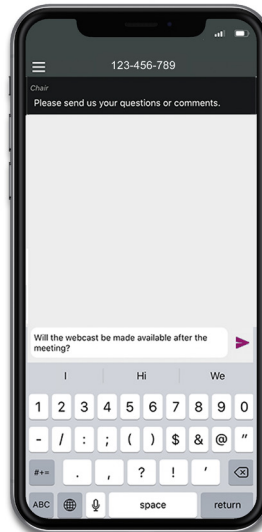 123-456-789
Chair
Please send us your questions or comments.
Will the webcast be made available after the
meeting?
I Hi We
1 2 3 4 5 6 7 8 9 0
- / : ; ( ) $ & @ "
#+= . , ? ! '
ABC space return